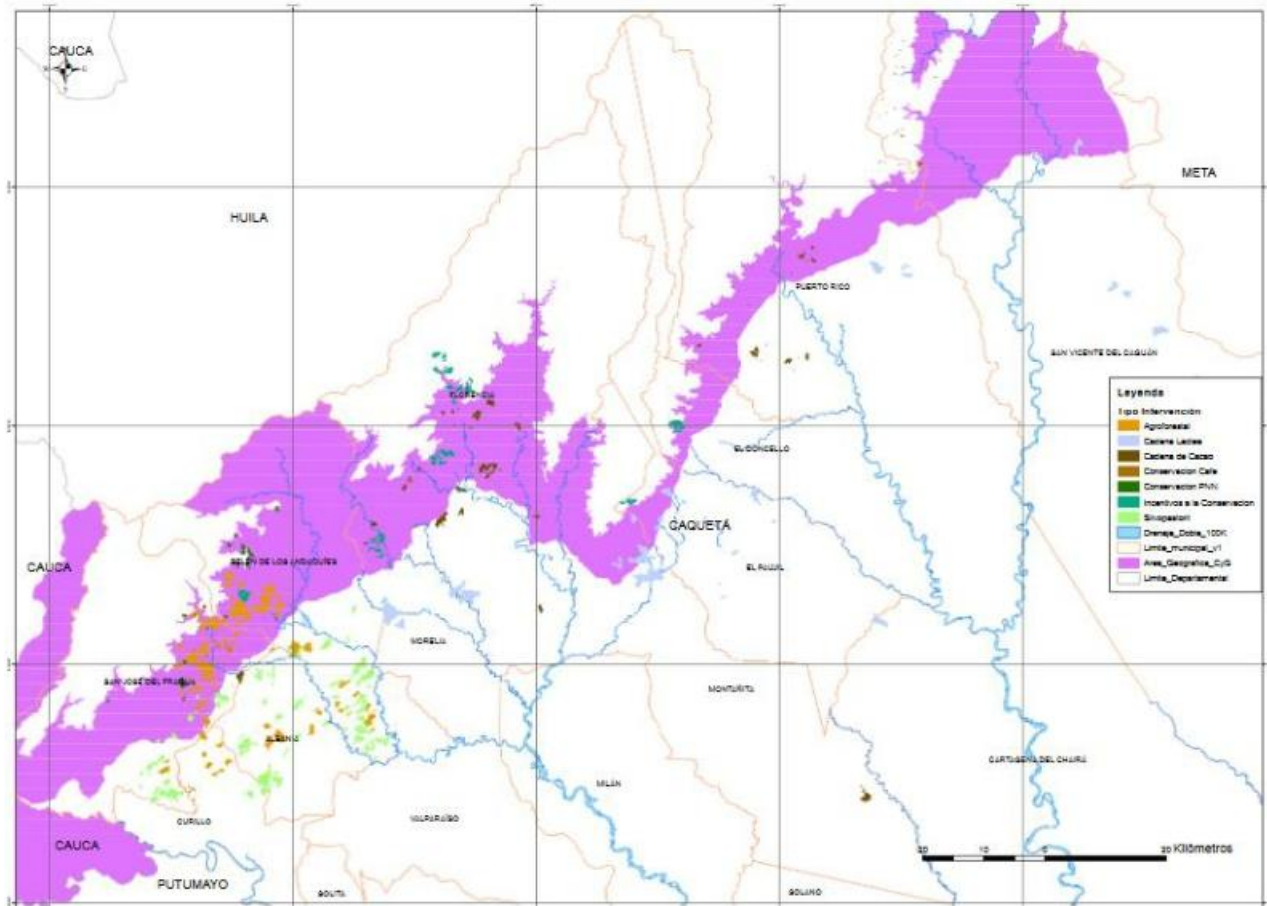 CAUCA
HUILA
META
PUERTO RICO
SAN VICENTE DEL CAGUÁN
FLORENCIA
EL DONCELLO
CAQUETÁ
CAUCA
BELEN DE LOS ANDAQUIES
EL PAUJIL
MORELIA
SAN JOSÉ DEL FRAGUA
MONTAÑITA
ALBANIA
CARTAGENA DEL CHAIRÁ
MILÁN
CURILLO
VALPARAÍSO
CAUCA
PUTUMAYO
SOLITA
SOLANO
Leyenda
Tipo Intervención
Agroforestal
Cadena Lactea
Cadena de Cacao
Conservacion Cafe
Conservacion PNN
Incentivos a la Conservacion
Silvopastoril
Drenaje_Doble_100K
Limite_municipal_v1
Area_Geografica_CyG
Limite_Departamental
20 10 0 20 Kilómetros